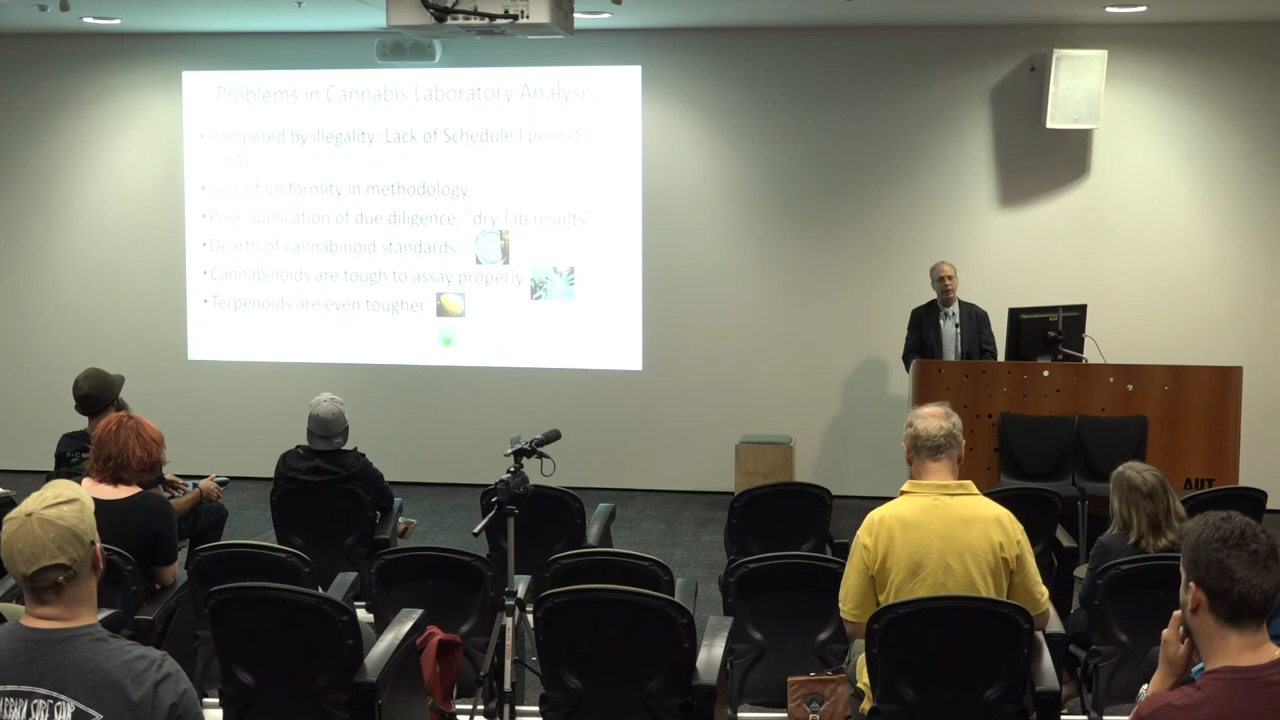 Problems in Cannabis Laboratory Analysis
•Hampered by illegality: Lack of Schedule I permits
•Lack of uniformity in methodology
•Poor application of due diligence, "dry lab results"
•Dearth of cannabinoid standards
•Cannabinoids are tough to assay properly
•Terpenoids are even tougher
AUT
SURF